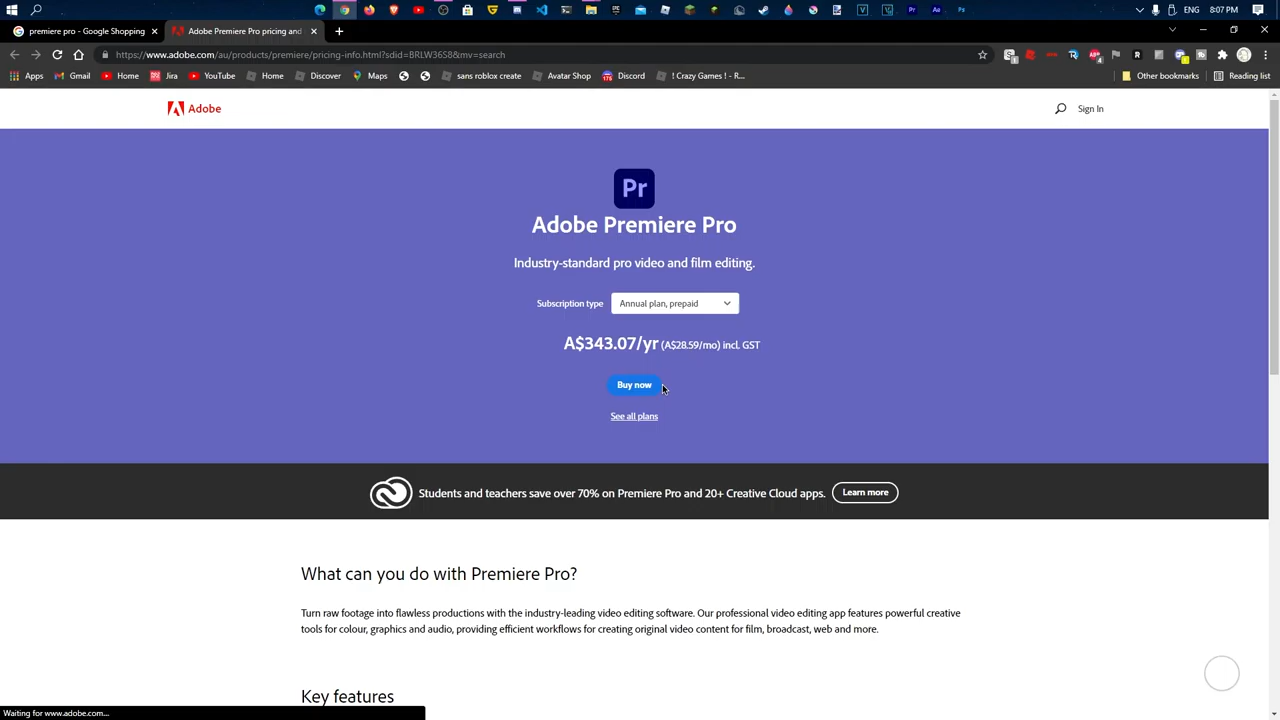 ENG 8:07 PM
premiere pro - Google Shopping
Adobe Premiere Pro pricing and
https://www.adobe.com/au/products/premiere/pricing-info.html?sdid=BRLW36S8&mv=search
Apps Gmail Home Jira YouTube Home Discover Maps sans roblox create Avatar Shop Discord ! Crazy Games ! - R... Other bookmarks Reading list
Adobe
Sign In
Pr
Adobe Premiere Pro
Industry-standard pro video and film editing.
Subscription type Annual plan, prepaid
A$343.07/yr (A$28.59/mo) incl. GST
Buy now
See all plans
Students and teachers save over 70% on Premiere Pro and 20+ Creative Cloud apps. Learn more
What can you do with Premiere Pro?
Turn raw footage into flawless productions with the industry-leading video editing software. Our professional video editing app features powerful creative
tools for colour, graphics and audio, providing efficient workflows for creating original video content for film, broadcast, web and more.
Key features
Waiting for www.adobe.com...